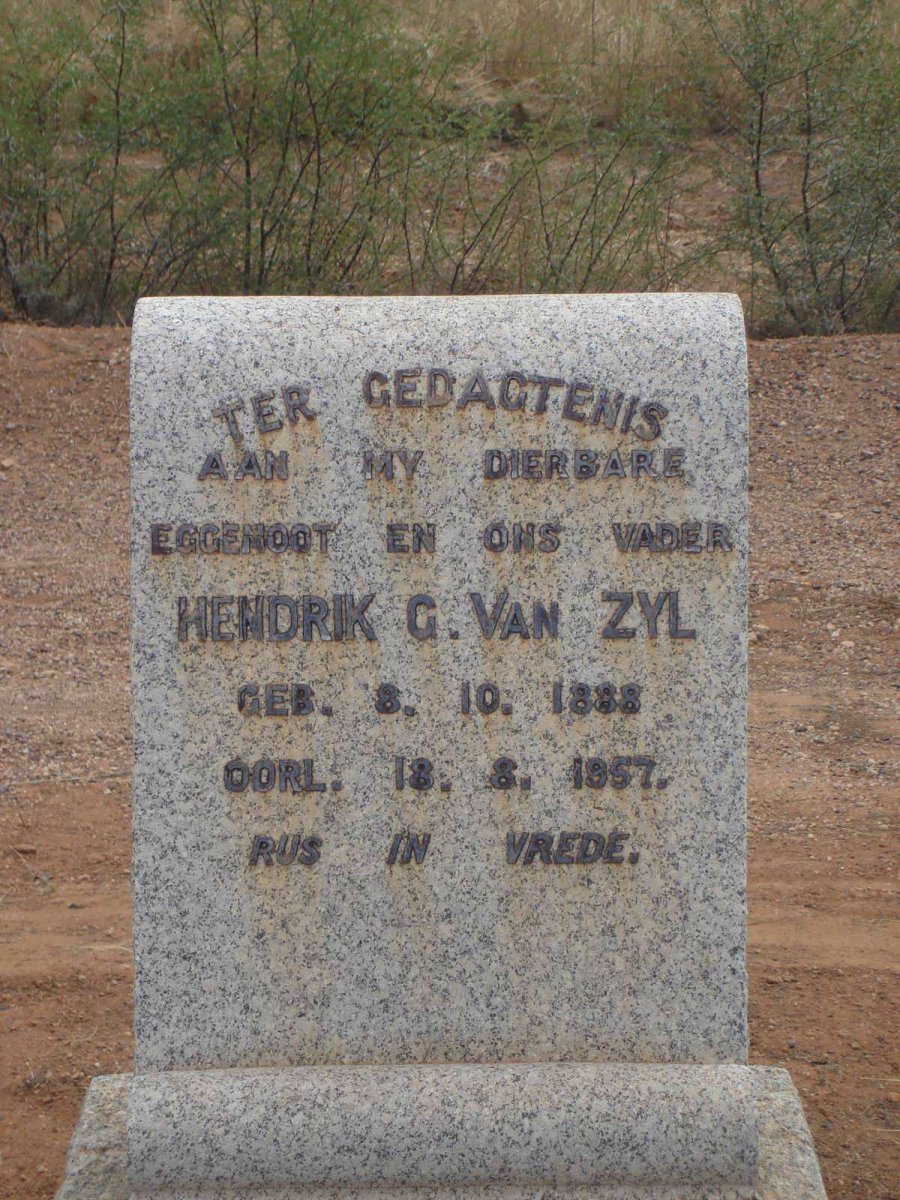 TER GEDAGTENIS
AAN MY DIERBARE
EGGENOOT EN ONS VADER
HENDRIK G. VAN ZYL
GEB. 8. 10. 1888
OORL. 18. 8. 1957.
RUS IN VREDE.